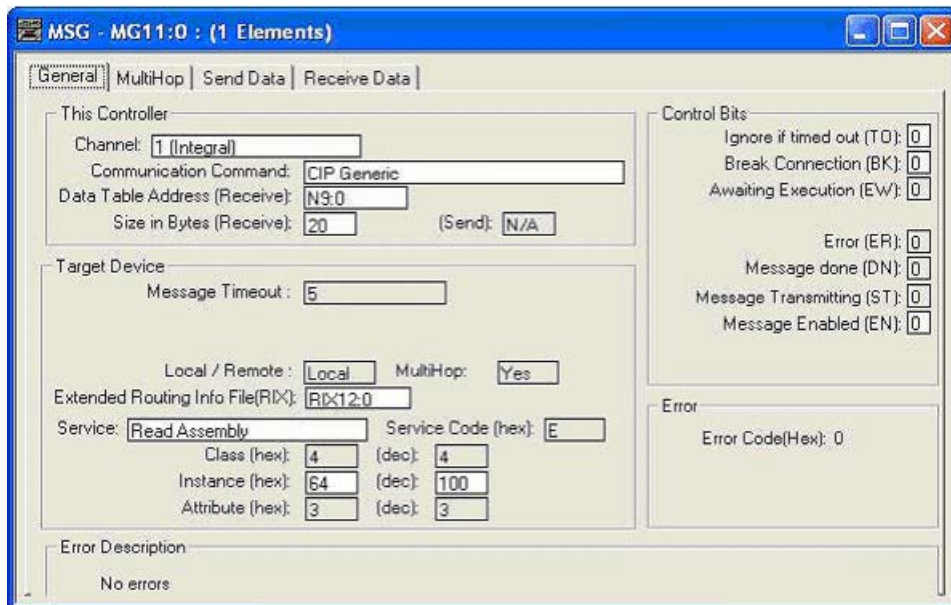 MSG - MG11:0 : (1 Elements)
General MultiHop Send Data Receive Data
This Controller
Channel: 1 (Integral)
Communication Command: CIP Generic
Data Table Address (Receive): N9:0
Size in Bytes (Receive): 20 (Send): N/A
Target Device
Message Timeout : 5
Local / Remote : Local MultiHop: Yes
Extended Routing Info File(RIX): RIX12:0
Service: Read Assembly Service Code (hex): E
Class (hex): 4 (dec): 4
Instance (hex): 64 (dec): 100
Attribute (hex): 3 (dec): 3
Control Bits
Ignore if timed out (TO): 0
Break Connection (BK): 0
Awaiting Execution (EW): 0
Error (ER): 0
Message done (DN): 0
Message Transmitting (ST): 0
Message Enabled (EN): 0
Error
Error Code(Hex): 0
Error Description
No errors